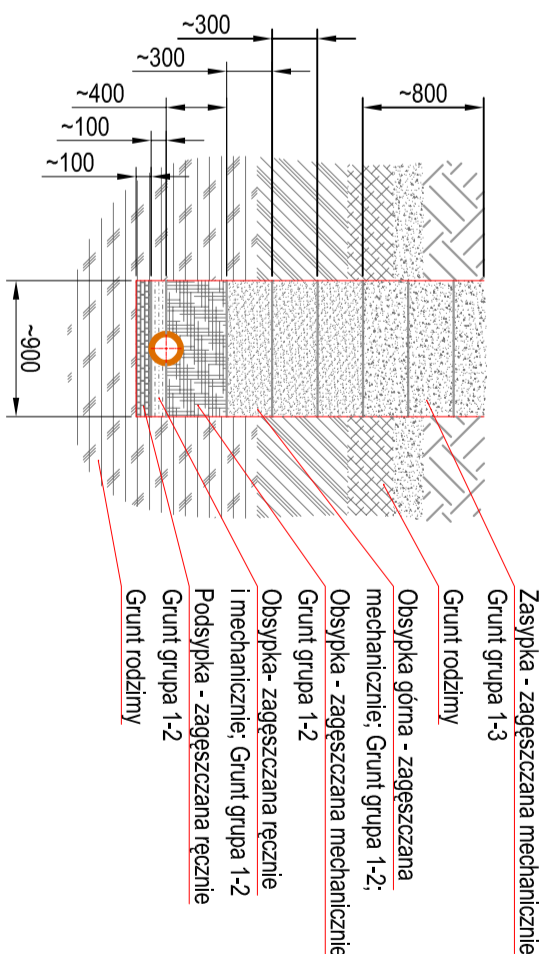 ~300
~300
~400
~100
~100
~800
~900
Zasypka - zagęszczana mechanicznie
Grunt grupa 1-3
Grunt rodzimy
Obsypka górna - zagęszczana
mechanicznie; Grunt grupa 1-2;
Obsypka - zagęszczana mechanicznie
Grunt grupa 1-2
Obsypka- zagęszczana ręcznie
i mechanicznie; Grunt grupa 1-2
Podsypka - zagęszczana ręcznie
Grunt grupa 1-2
Grunt rodzimy